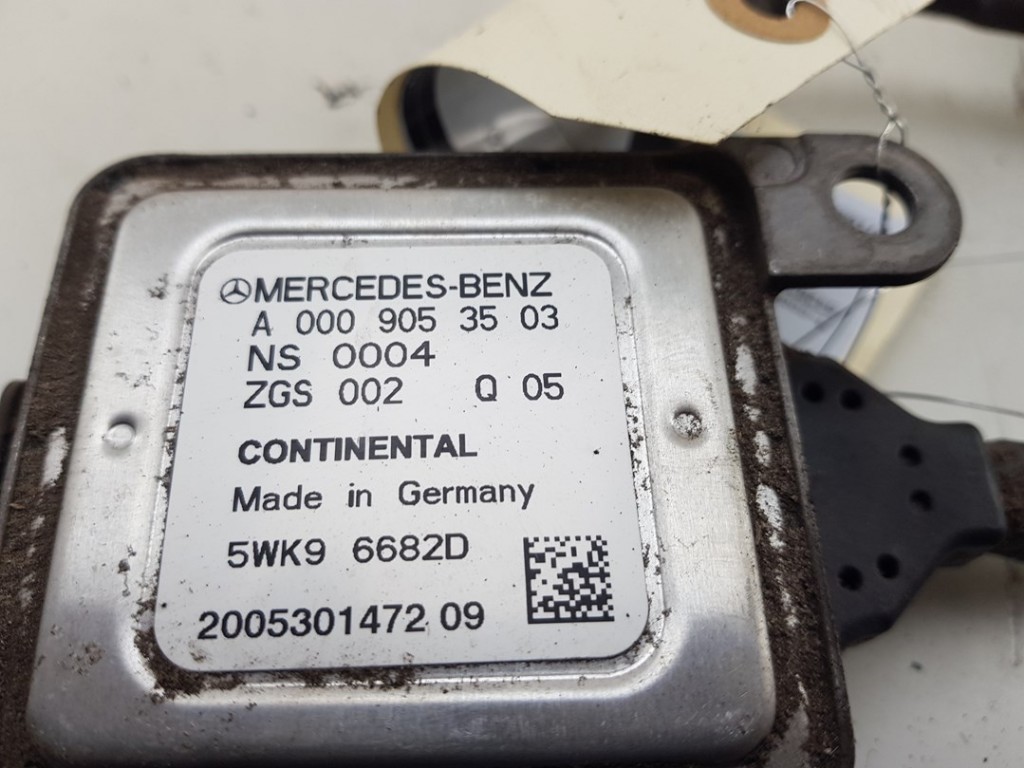 MERCEDES-BENZ
A 000 905 35 03
NS 0004
ZGS 002 Q 05
CONTINENTAL
Made in Germany
5WK9 6682D
2005301472 09